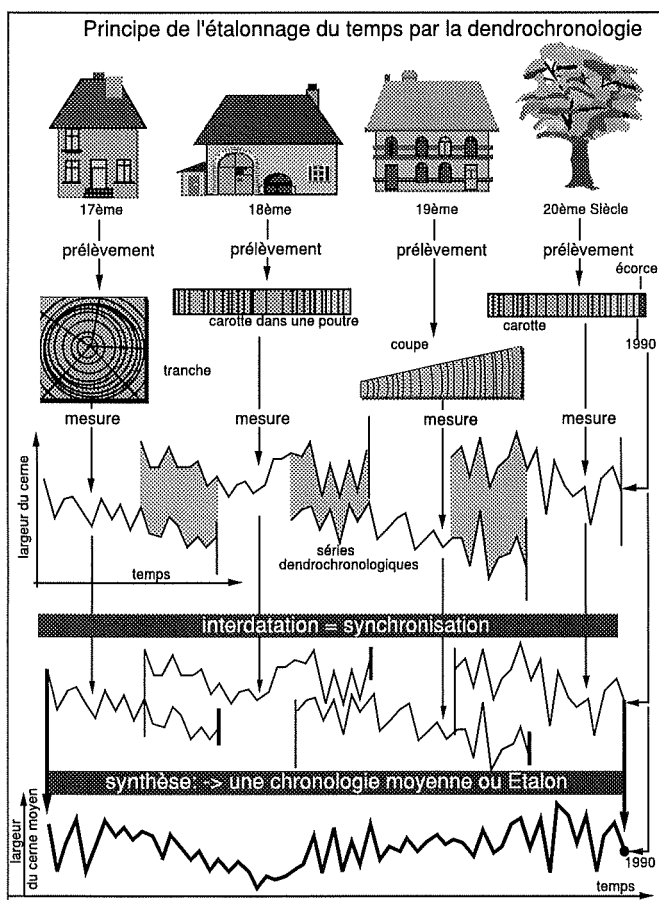 Principe de l'étalonnage du temps par la dendrochronologie
17ème
18ème
19ème
20ème Siècle
prélèvement
prélèvement
prélèvement
prélèvement
écorce
carotte dans une poutre
carotte
1990
coupe
tranche
mesure
mesure
mesure
mesure
largeur du cerne
séries
dendrochronologiques
temps
interdatation = synchronisation
synthèse: -> une chronologie moyenne ou Etalon
largeur
du cerne moyen
1990
temps